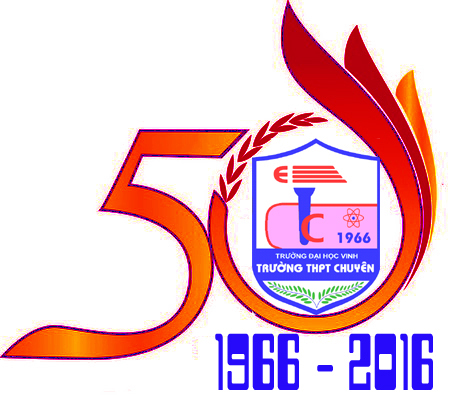 50
1966
TRƯỜNG ĐẠI HỌC VINH
TRƯỜNG THPT CHUYÊN
1966 - 2016